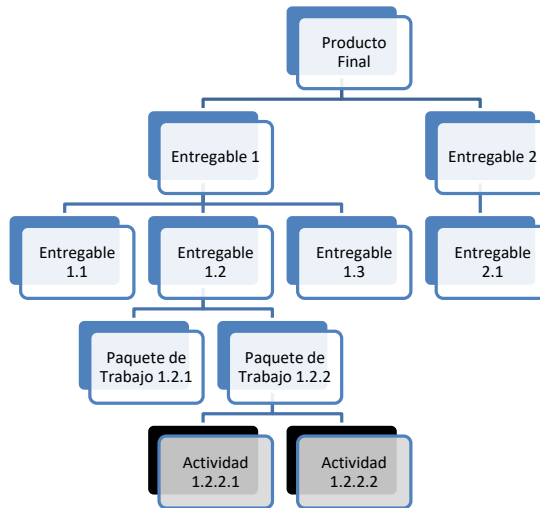 Producto
Final
Entregable 1
Entregable 2
Entregable
1.1
Entregable
1.2
Entregable
1.3
Entregable
2.1
Paquete de
Trabajo 1.2.1
Paquete de
Trabajo 1.2.2
Actividad
1.2.2.1
Actividad
1.2.2.2